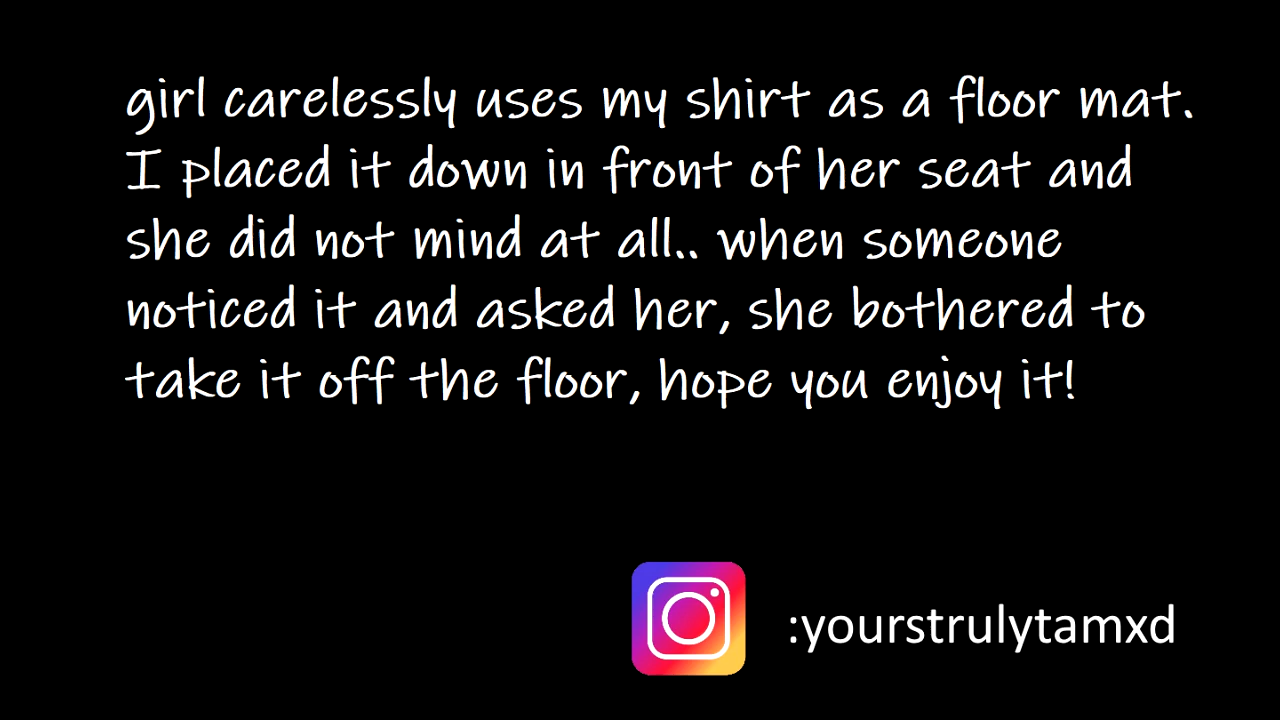 girl carelessly uses my shirt as a floor mat.
I placed it down in front of her seat and
she did not mind at all.. when someone
noticed it and asked her, she bothered to
take it off the floor, hope you enjoy it!
:yourstrulytamxd